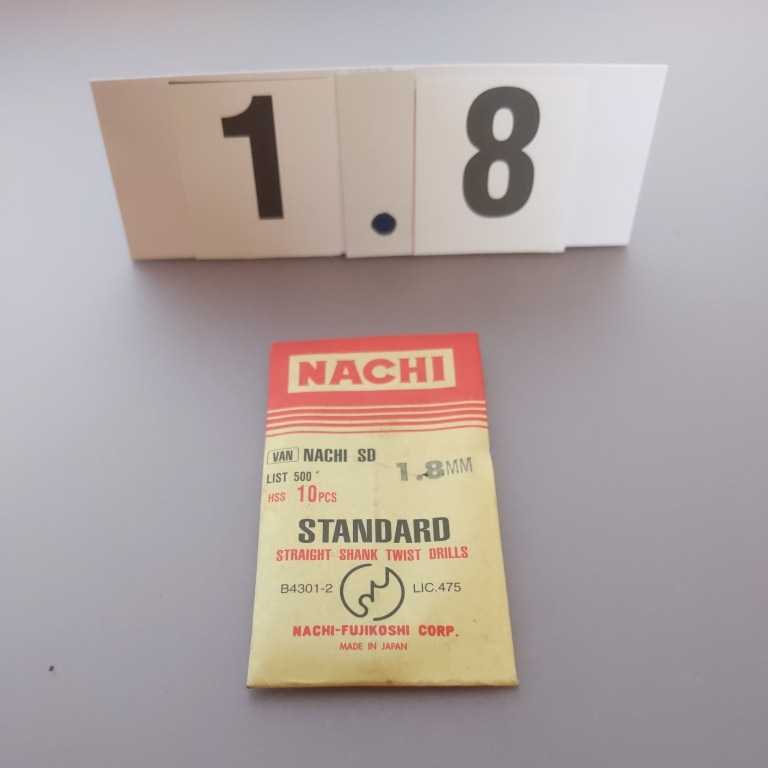 1.8
NACHI
VAN NACHI SD
1.8MM
LIST 500
HSS 10PCS
STANDARD
STRAIGHT SHANK TWIST DRILLS
B4301-2 LIC.475
NACHI-FUJIKOSHI CORP.
MADE IN JAPAN